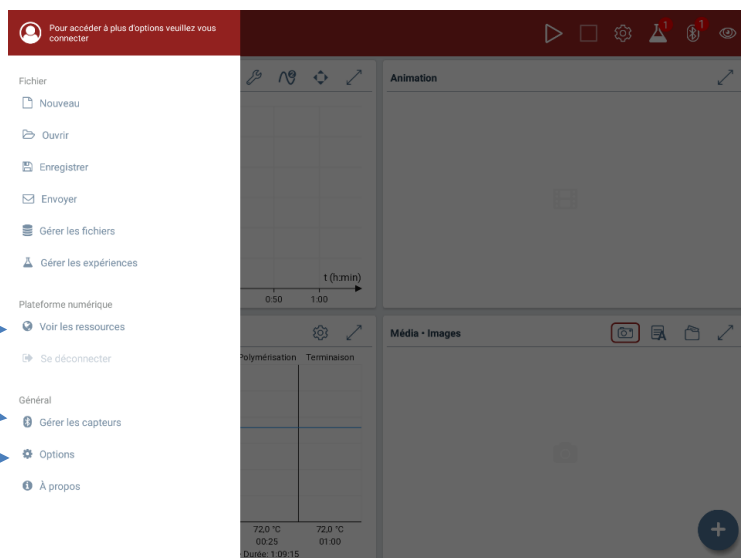 Pour accéder à plus d'options veuillez vous
connecter
1
1
Fichier
Nouveau
Ouvrir
Enregistrer
Envoyer
Gérer les fichiers
Gérer les expériences
Plateforme numérique
Voir les ressources
Se déconnecter
Général
Gérer les capteurs
Options
À propos
Animation
t (h:min)
0:50 1:00
Média • Images
Polymérisation Terminaison
72,0 °C 72,0 °C
00:25 01:00
Durée: 1:09:15